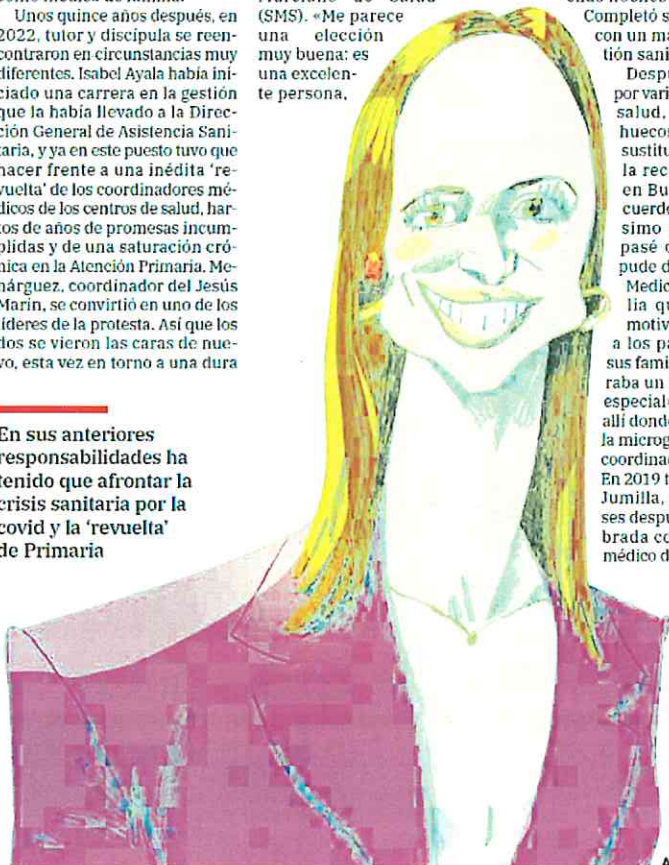 Unos quince años después, en
2022, tutor y discípula se reen-
contraron en circunstancias muy
diferentes. Isabel Ayala había ini-
ciado una carrera en la gestión
que la había llevado a la Direc-
ción General de Asistencia Sani-
taria, y ya en este puesto tuvo que
hacer frente a una inédita 're-
vuelta' de los coordinadores mé-
dicos de los centros de salud, har-
tos de años de promesas incum-
plidas y de una saturación cró-
nica en la Atención Primaria. Me-
nárguez, coordinador del Jesús
Marín, se convirtió en uno de los
líderes de la protesta. Así que los
dos se vieron las caras de nue-
vo, esta vez en torno a una dura
En sus anteriores
responsabilidades ha
tenido que afrontar la
crisis sanitaria por la
covid y la 'revuelta'
de Primaria
(SMS). «Me parece
una elección
muy buena: es
una excelen-
te persona,
Completó s
con un ma
tión sani
Despu
por vari
salud,
huecor
sustitu
la rec
en Bu
cuerdo
simo
pasé c
pude d
Medic
lia qu
motiv
a los pa
sus fami
raba un
especial
allí donde
la microg
coordinad
En 2019 t
Jumilla,
ses despu
brada co
médico d